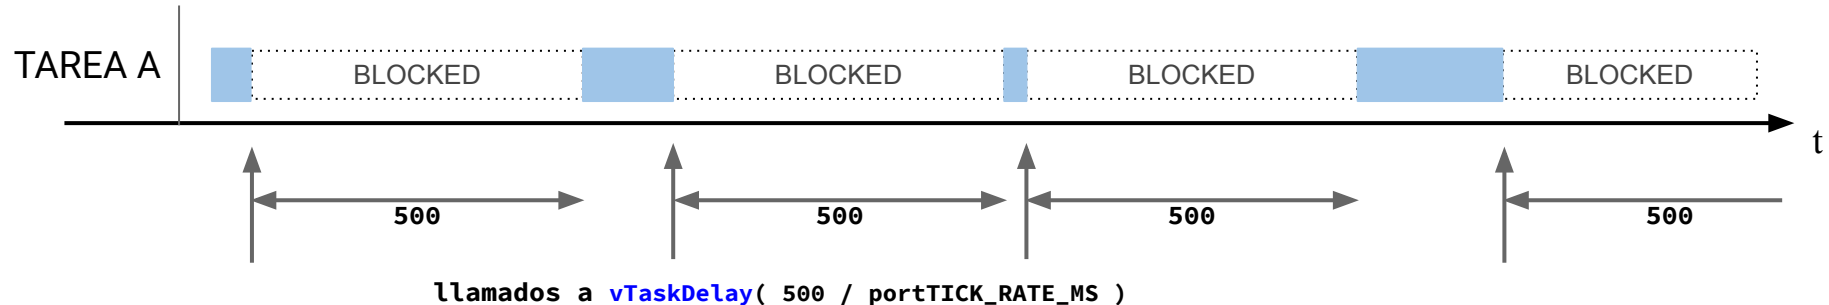 TAREA A
BLOCKED BLOCKED BLOCKED BLOCKED
t
500 500 500 500
llamados a vTaskDelay( 500 / portTICK_RATE_MS )